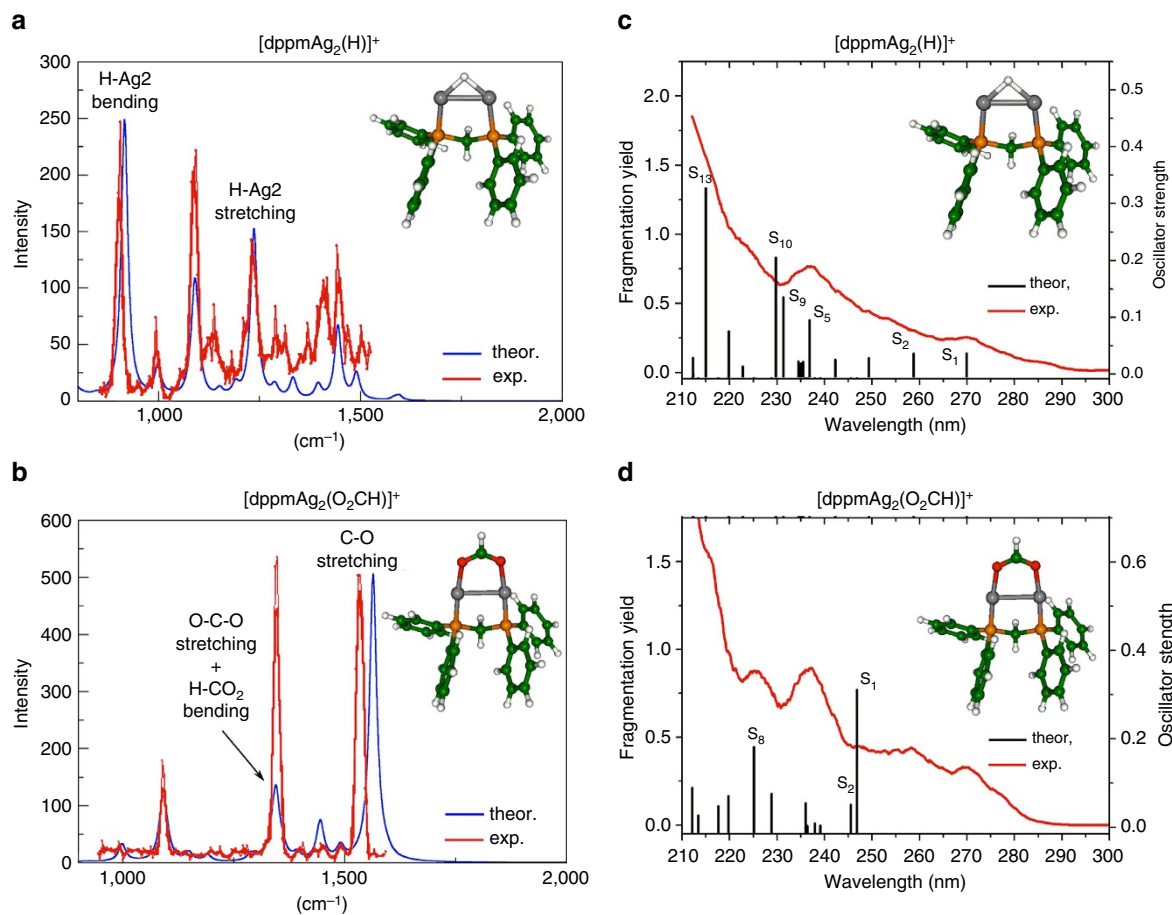 a
[dppmAg₂(H)]⁺
300
250
200
150
100
50
0
Intensity
H-Ag2
bending
H-Ag2
stretching
theor.
exp.
1,000
1,500
2,000
(cm⁻¹)
c
[dppmAg₂(H)]⁺
2.0
1.5
1.0
0.5
0.0
Fragmentation yield
S₁₃
S₁₀
S₉
S₅
S₂
S₁
theor,
exp.
0.5
0.4
0.3
0.2
0.1
0.0
Oscillator strength
210 220 230 240 250 260 270 280 290 300
Wavelength (nm)
b
[dppmAg₂(O₂CH)]⁺
600
500
400
300
200
100
0
Intensity
C-O
stretching
O-C-O
stretching
+
H-CO₂
bending
theor.
exp.
1,000
1,500
2,000
(cm⁻¹)
d
[dppmAg₂(O₂CH)]⁺
1.5
1.0
0.5
0.0
Fragmentation yield
S₈
S₂
S₁
theor,
exp.
0.6
0.4
0.2
0.0
Oscillator stength
210 220 230 240 250 260 270 280 290 300
Wavelength (nm)